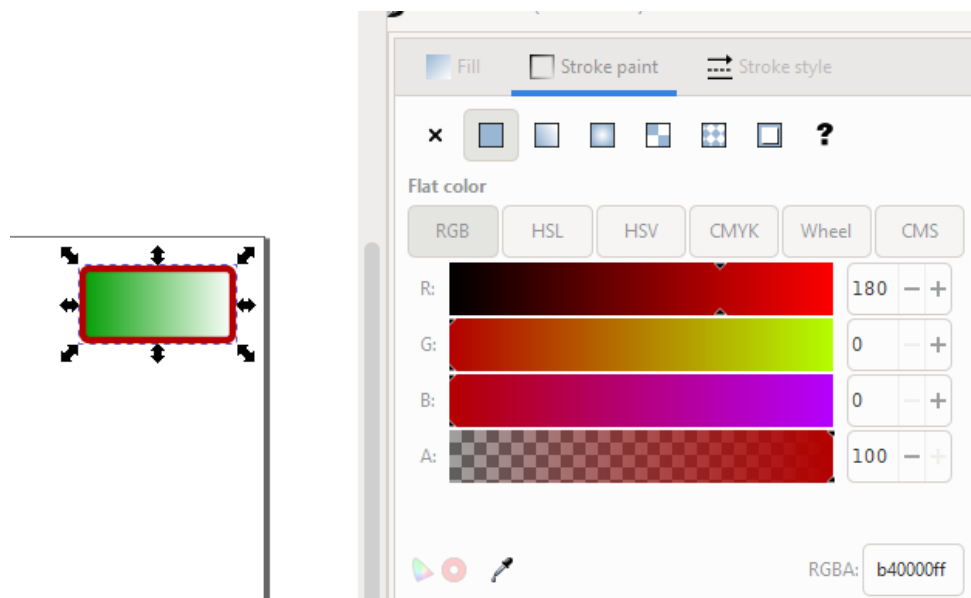 Fill Stroke paint Stroke style
?
Flat color
RGB HSL HSV CMYK Wheel CMS
R: 180 − +
G: 0 − +
B: 0 − +
A: 100 − +
RGBA: b40000ff